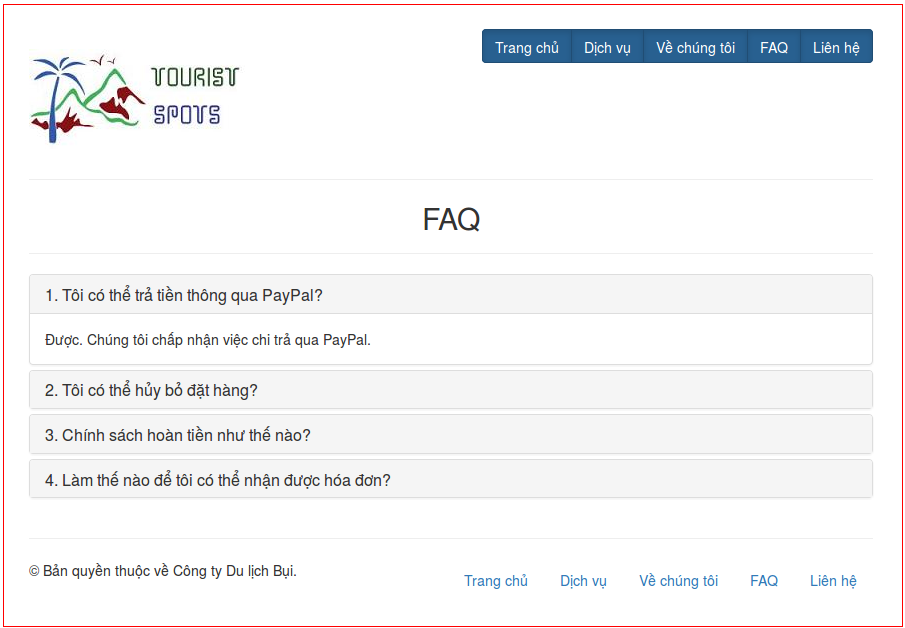 Trang chủ Dịch vụ Về chúng tôi FAQ Liên hệ
TOURIST
SPOTS
FAQ
1. Tôi có thể trả tiền thông qua PayPal?
Được. Chúng tôi chấp nhận việc chi trả qua PayPal.
2. Tôi có thể hủy bỏ đặt hàng?
3. Chính sách hoàn tiền như thế nào?
4. Làm thế nào để tôi có thể nhận được hóa đơn?
© Bản quyền thuộc về Công ty Du lịch Bụi.
Trang chủ Dịch vụ Về chúng tôi FAQ Liên hệ